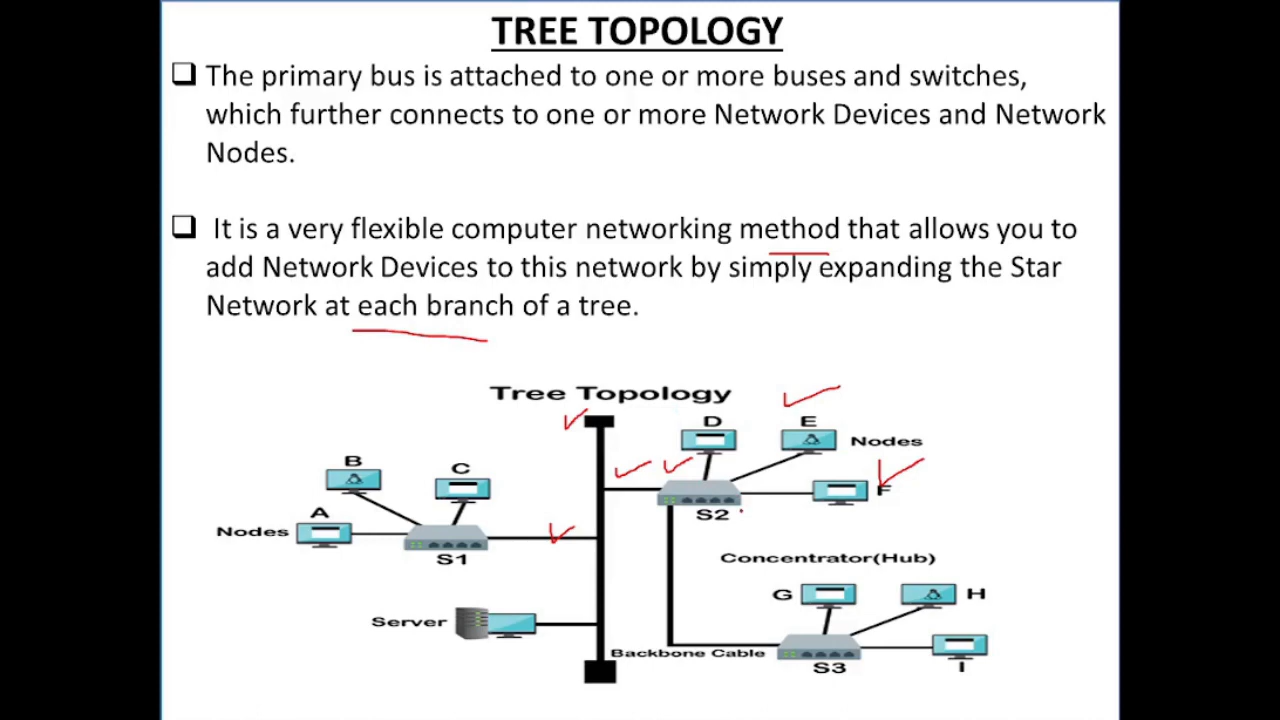 TREE TOPOLOGY
The primary bus is attached to one or more buses and switches,
which further connects to one or more Network Devices and Network
Nodes.
It is a very flexible computer networking method that allows you to
add Network Devices to this network by simply expanding the Star
Network at each branch of a tree.
Tree Topology
D E
Nodes
B C
F
A
S2
Nodes
S1
Concentrator(Hub)
G H
Server
Backbone Cable
S3 I